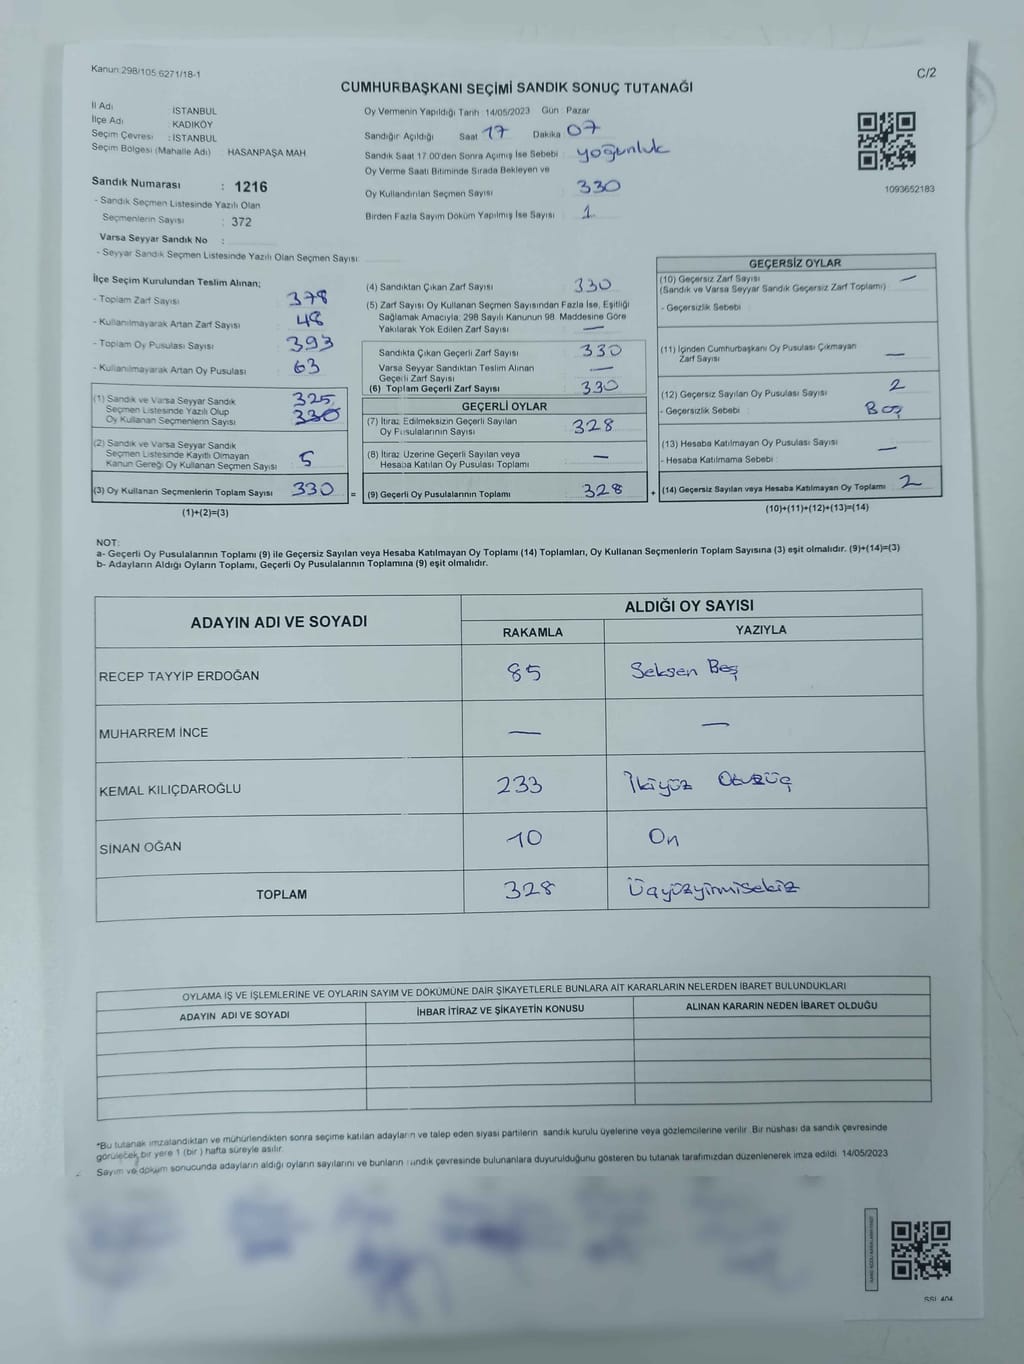 Kanun:298/105.6271/18-1
C/2
CUMHURBAŞKANI SEÇİMİ SANDIK SONUÇ TUTANAĞI
İl Adı : İSTANBUL
İlçe Adı : KADIKÖY
Seçim Çevresi : İSTANBUL
Seçim Bölgesi (Mahalle Adı) : HASANPAŞA MAH
Sandık Numarası : 1216
- Sandık Seçmen Listesinde Yazılı Olan
Seçmenlerin Sayısı : 372
Varsa Seyyar Sandık No :
- Seyyar Sandık Seçmen Listesinde Yazılı Olan Seçmen Sayısı:
Oy Vermenin Yapıldığı Tarih 14/05/2023 Gün : Pazar
Sandığın Açıldığı Saat 17 Dakika 07
Sandık Saat 17.00'den Sonra Açımış İse Sebebi : yoğunluk
Oy Verme Saati Bitiminde Sırada Bekleyen ve
Oy Kullandırılan Seçmen Sayısı : 330
Birden Fazla Sayım Döküm Yapılmış İse Sayısı : 1
1093652183
İlçe Seçim Kurulundan Teslim Alınan;
- Toplam Zarf Sayısı : 378
- Kullanılmayarak Artan Zarf Sayısı : 48
- Toplam Oy Pusulası Sayısı : 393
- Kullanılmayarak Artan Oy Pusulası : 63
(1) Sandık ve Varsa Seyyar Sandık
Seçmen Listesinde Yazılı Olup
Oy Kullanan Seçmenlerin Sayısı 325 330
(2) Sandık ve Varsa Seyyar Sandık
Seçmen Listesinde Kayıtlı Olmayan
Kanun Gereği Oy Kullanan Seçmen Sayısı 5
(3) Oy Kullanan Seçmenlerin Toplam Sayısı 330
(1)+(2)=(3)
(4) Sandıktan Çıkan Zarf Sayısı : 330
(5) Zarf Sayısı Oy Kullanan Seçmen Sayısından Fazla İse, Eşitliği
Sağlamak Amacıyla; 298 Sayılı Kanunun 98. Maddesine Göre
Yakılarak Yok Edilen Zarf Sayısı : —
Sandıkta Çıkan Geçerli Zarf Sayısı : 330
Varsa Seyyar Sandıktan Teslim Alınan
Geçerli Zarf Sayısı —
(6) Toplam Geçerli Zarf Sayısı : 330
GEÇERLİ OYLAR
(7) İtiraz Edilmeksizin Geçerli Sayılan
Oy Pusulalarının Sayısı : 328
(8) İtiraz Üzerine Geçerli Sayılan veya
Hesaba Katılan Oy Pusulası Toplamı : —
= (9) Geçerli Oy Pusulalarının Toplamı : 328 +
GEÇERSİZ OYLAR
(10) Geçersiz Zarf Sayısı : —
(Sandık ve Varsa Seyyar Sandık Geçersiz Zarf Toplamı)
- Geçersizlik Sebebi :
(11) İçinden Cumhurbaşkanı Oy Pusulası Çıkmayan
Zarf Sayısı : —
(12) Geçersiz Sayılan Oy Pusulası Sayısı : 2
- Geçersizlik Sebebi : Boş
(13) Hesaba Katılmayan Oy Pusulası Sayısı : —
- Hesaba Katılmama Sebebi :
(14) Geçersiz Sayılan veya Hesaba Katılmayan Oy Toplamı : 2
(10)+(11)+(12)+(13)=(14)
NOT:
a- Geçerli Oy Pusulalarının Toplamı (9) ile Geçersiz Sayılan veya Hesaba Katılmayan Oy Toplamı (14) Toplamları, Oy Kullanan Seçmenlerin Toplam Sayısına (3) eşit olmalıdır. (9)+(14)=(3)
b- Adayların Aldığı Oyların Toplamı, Geçerli Oy Pusulalarının Toplamına (9) eşit olmalıdır.
ADAYIN ADI VE SOYADI
ALDIĞI OY SAYISI
RAKAMLA YAZIYLA
RECEP TAYYİP ERDOĞAN 85 Seksen Beş
MUHARREM İNCE — —
KEMAL KILIÇDAROĞLU 233 İkiyüz Otuzüç
SİNAN OĞAN 10 On
TOPLAM 328 Üçyüzyirmisekiz
OYLAMA İŞ VE İŞLEMLERİNE VE OYLARIN SAYIM VE DÖKÜMÜNE DAİR ŞİKAYETLERLE BUNLARA AİT KARARLARIN NELERDEN İBARET BULUNDUKLARI
ADAYIN ADI VE SOYADI İHBAR İTİRAZ VE ŞİKAYETİN KONUSU ALINAN KARARIN NEDEN İBARET OLDUĞU
*Bu tutanak imzalandıktan ve mühürlendikten sonra seçime katılan adayların ve talep eden siyasi partilerin sandık kurulu üyelerine veya gözlemcilerine verilir. Bir nüshası da sandık çevresinde
görülecek bir yere 1 (bir) hafta süreyle asılır.
Sayım ve döküm sonucunda adayların aldığı oyların sayılarını ve bunların sandık çevresinde bulunanlara duyurulduğunu gösteren bu tutanak tarafımızdan düzenlenerek imza edildi. 14/05/2023